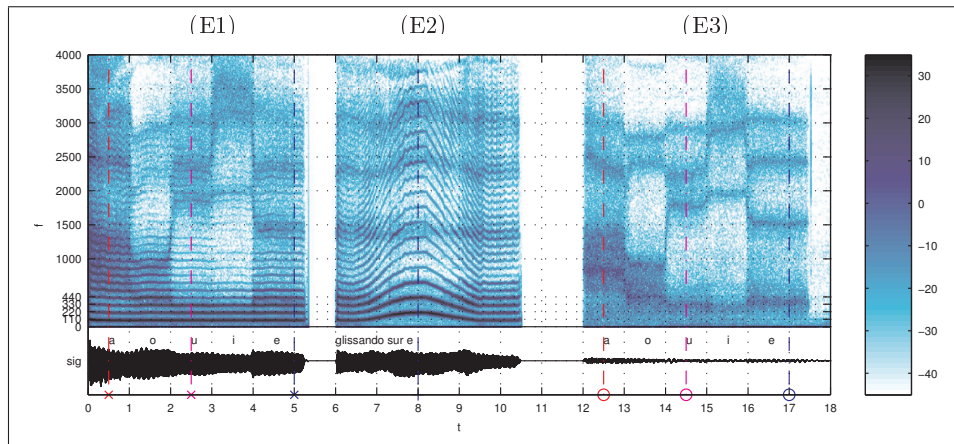 (E1) (E2) (E3)
4000
3500
3000
2500
2000
1500
1000
440
330
220
110
0
f
a o u i e
glissando sur e
a o u i e
sig
0 1 2 3 4 5 6 7 8 9 10 11 12 13 14 15 16 17 18
t
30
20
10
0
−10
−20
−30
−40